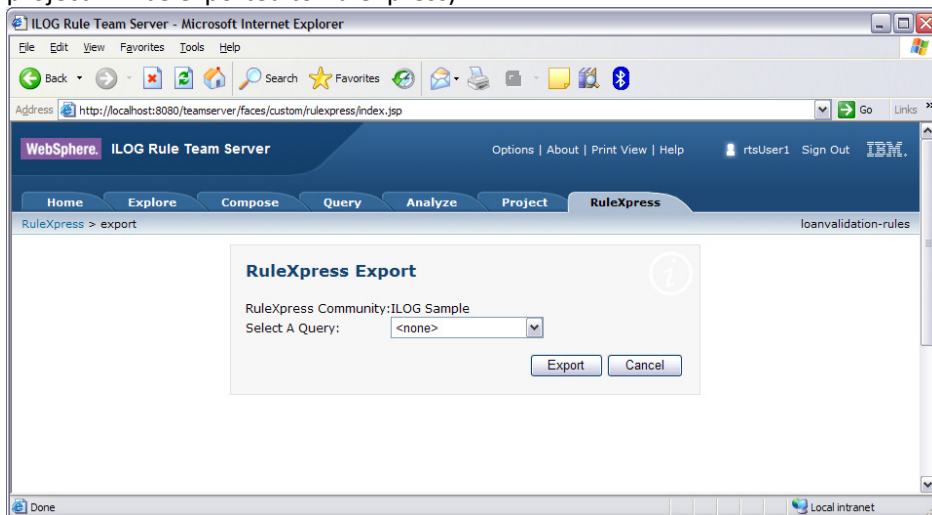 ILOG Rule Team Server - Microsoft Internet Explorer
File Edit View Favorites Tools Help
Back Search Favorites
Address http://localhost:8080/teamserver/faces/custom/rulexpress/index.jsp Go Links »
WebSphere. ILOG Rule Team Server Options | About | Print View | Help rtsUser1 Sign Out IBM.
Home Explore Compose Query Analyze Project RuleXpress
RuleXpress > export loanvalidation-rules
RuleXpress Export
RuleXpress Community:ILOG Sample
Select A Query: <none>
Export Cancel
Done Local intranet